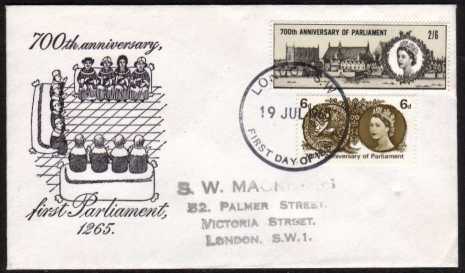 700th anniversary,
first Parliament,
1265.
700th ANNIVERSARY OF PARLIAMENT 2/6
6d 6d
Anniversary of Parliament
LONDON S.W.
19 JUL 1965
FIRST DAY OF
S. W.
52. PALMER STREET.
VICTORIA STREET.
LONDON, S.W.1.